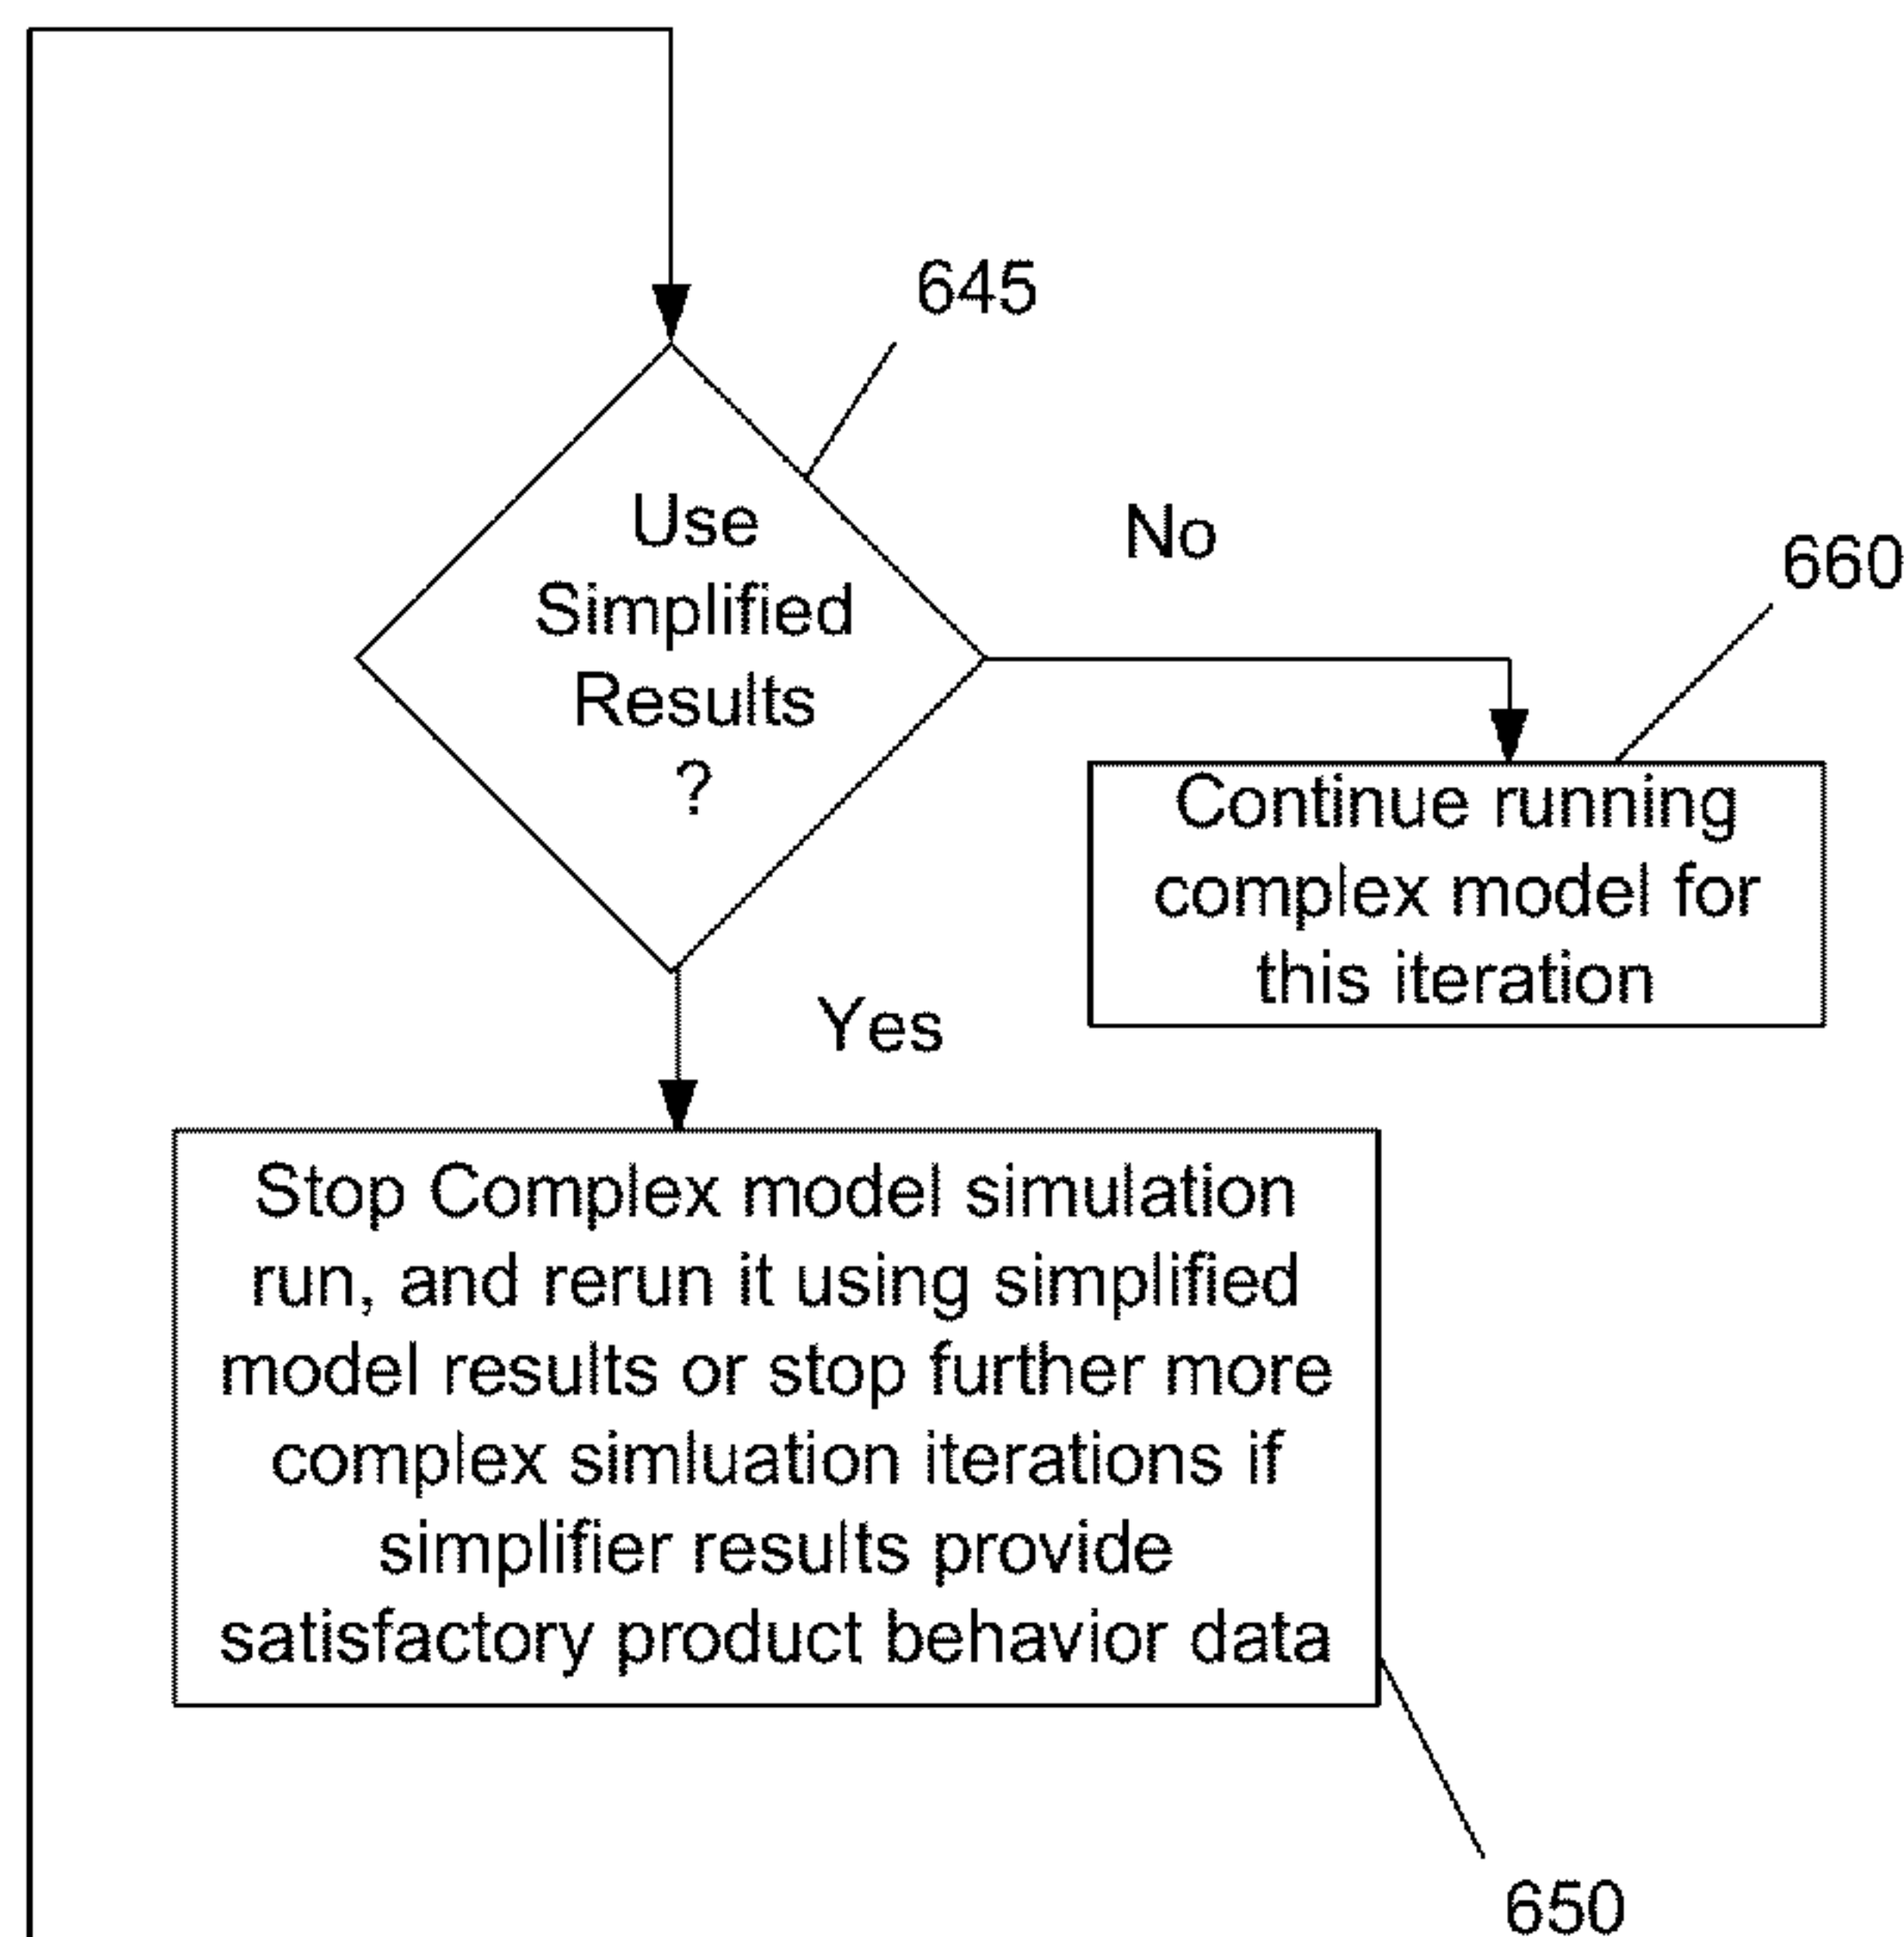 645
Use
Simplified
Results
?
No
660
Continue running
complex model for
this iteration
Yes
Stop Complex model simulation
run, and rerun it using simplified
model results or stop further more
complex simluation iterations if
simplifier results provide
satisfactory product behavior data
650